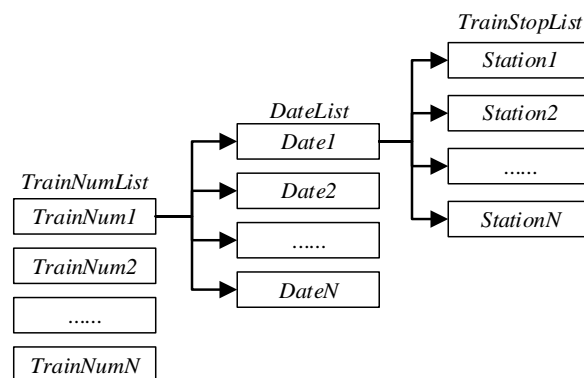 TrainStopList
Station1
Station2
……
StationN
DateList
Date1
Date2
……
DateN
TrainNumList
TrainNum1
TrainNum2
……
TrainNumN